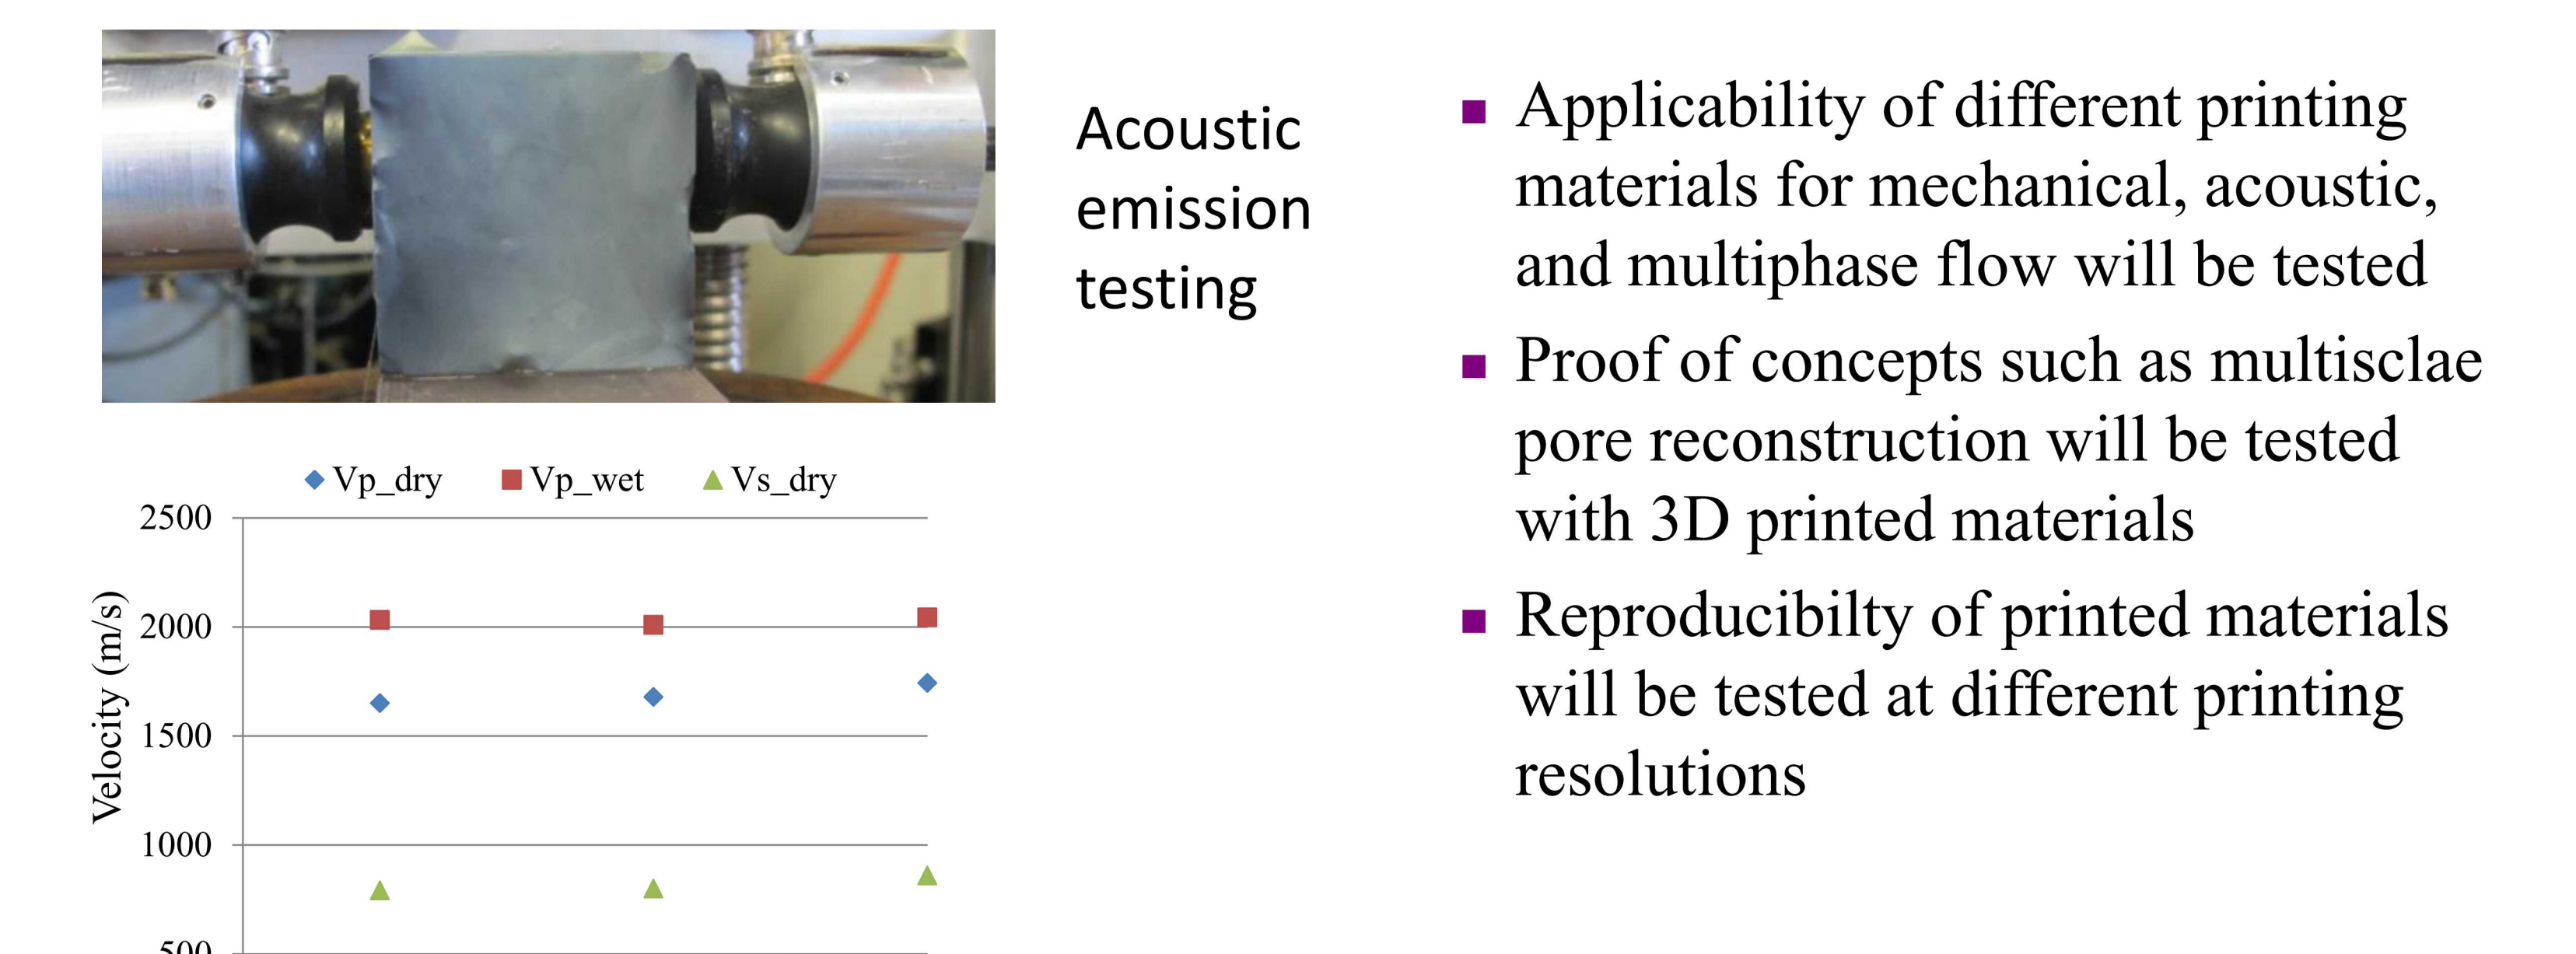 Acoustic
emission
testing
Vp_dry
Vp_wet
Vs_dry
2500
2000
1500
1000
500
Velocity (m/s)
Applicability of different printing
materials for mechanical, acoustic,
and multiphase flow will be tested
Proof of concepts such as multisclae
pore reconstruction will be tested
with 3D printed materials
Reproducibilty of printed materials
will be tested at different printing
resolutions